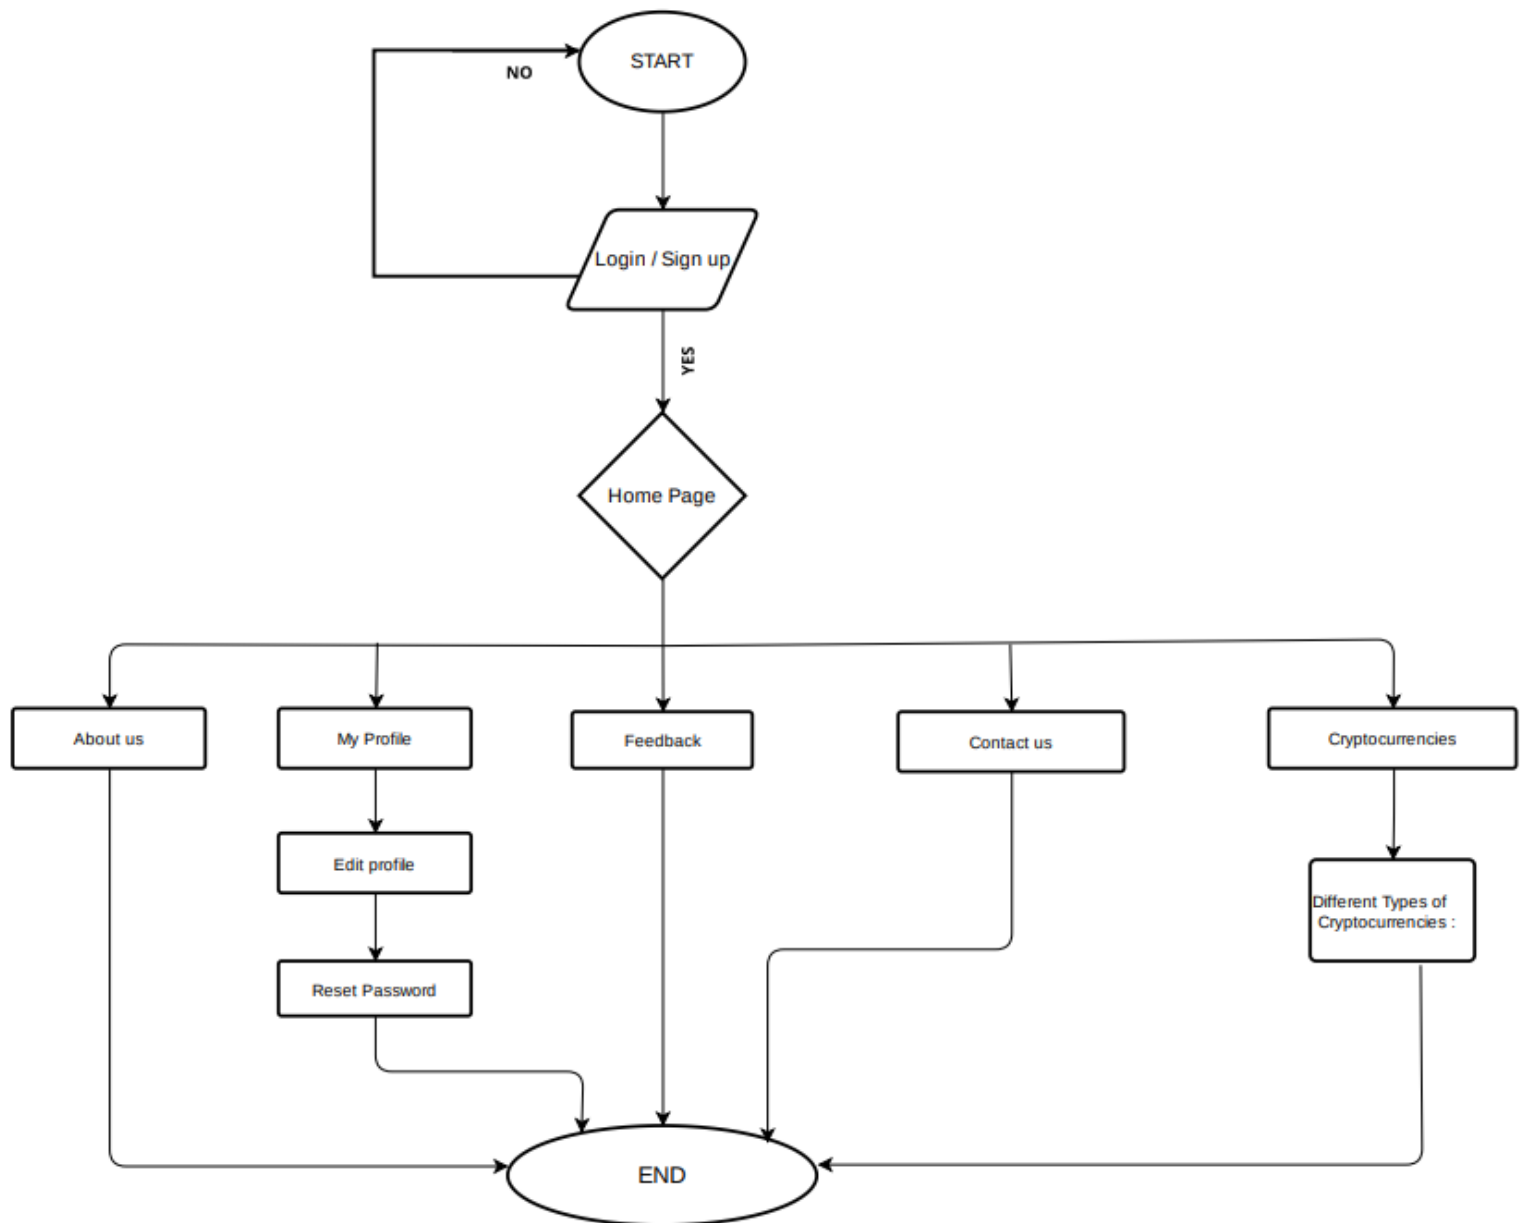 START
NO
Login / Sign up
YES
Home Page
About us
My Profile
Feedback
Contact us
Cryptocurrencies
Edit profile
Different Types of
Cryptocurrencies :
Reset Password
END